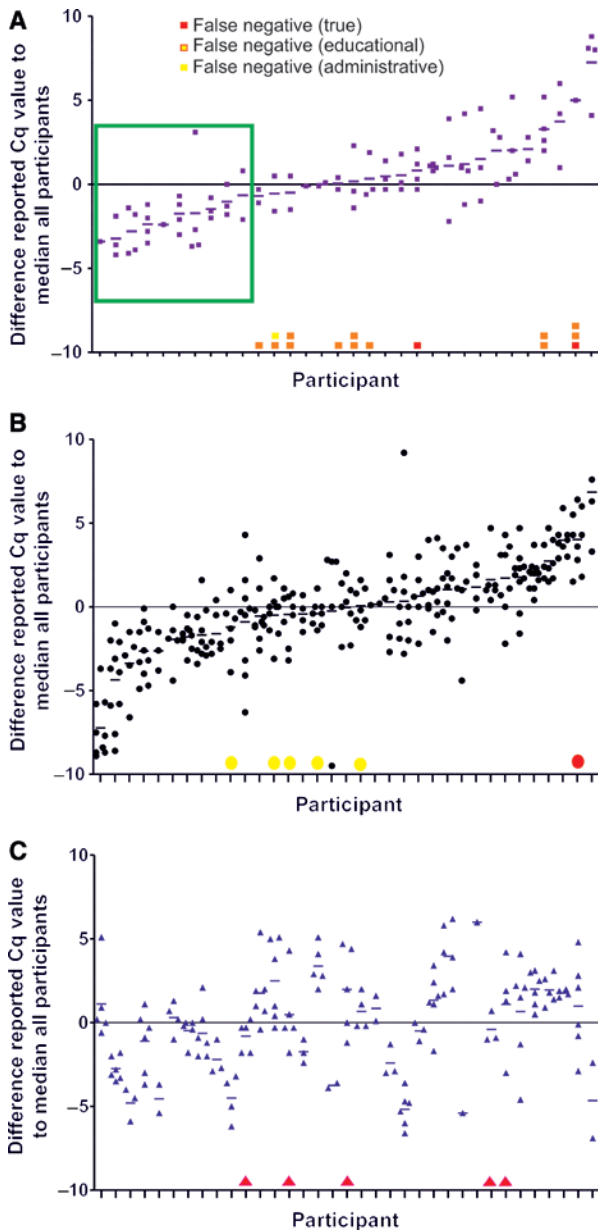 A
False negative (true)
False negative (educational)
False negative (administrative)
Difference reported Cq value to
median all participants
10
5
0
−5
−10
Participant
B
Difference reported Cq value to
median all participants
10
5
0
−5
−10
Participant
C
Difference reported Cq value
to median all participants
10
5
0
−5
−10
Participant